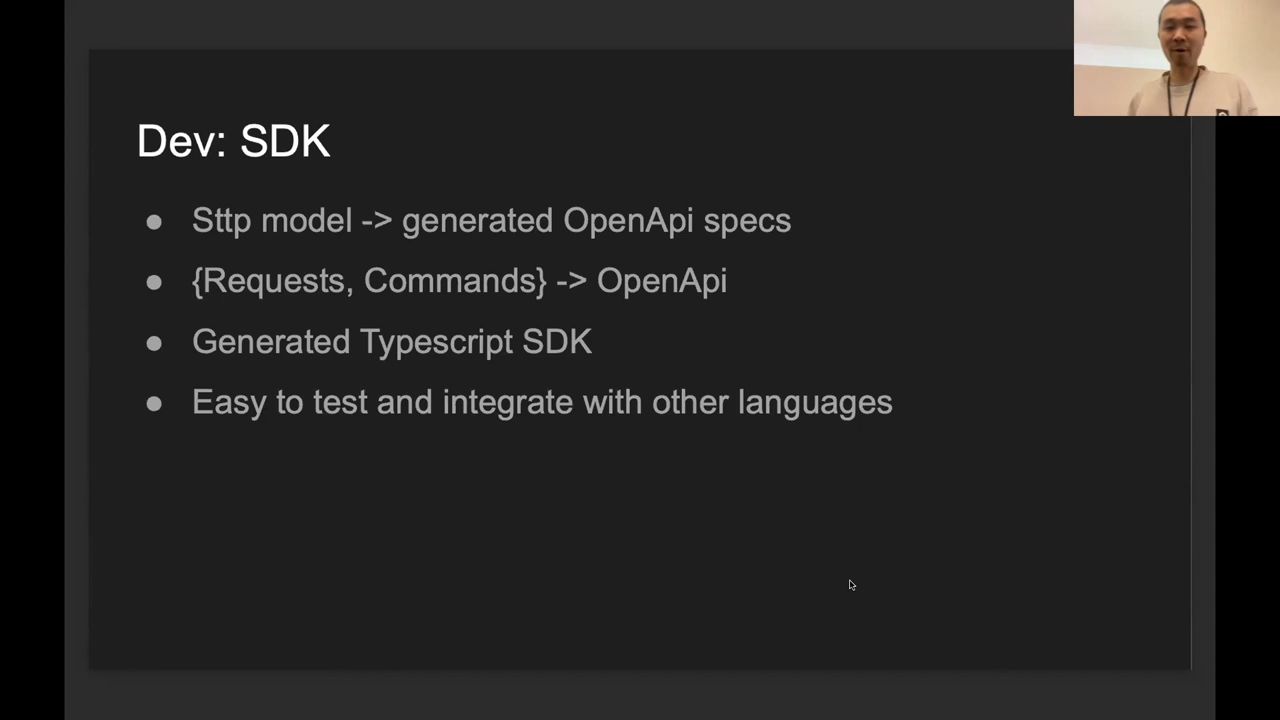 Dev: SDK
● Sttp model -> generated OpenApi specs
● {Requests, Commands} -> OpenApi
● Generated Typescript SDK
● Easy to test and integrate with other languages